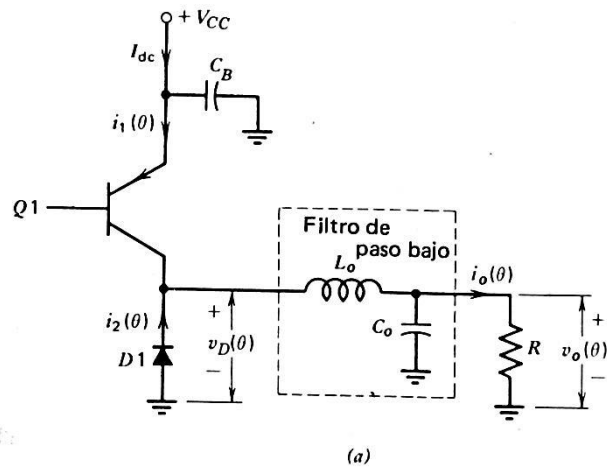 + V_CC
I_dc
C_B
i_1(θ)
Q1
Filtro de
paso bajo
L_o
i_o(θ)
i_2(θ)
+
v_D(θ)
−
D1
C_o
R
+
v_o(θ)
−
(a)